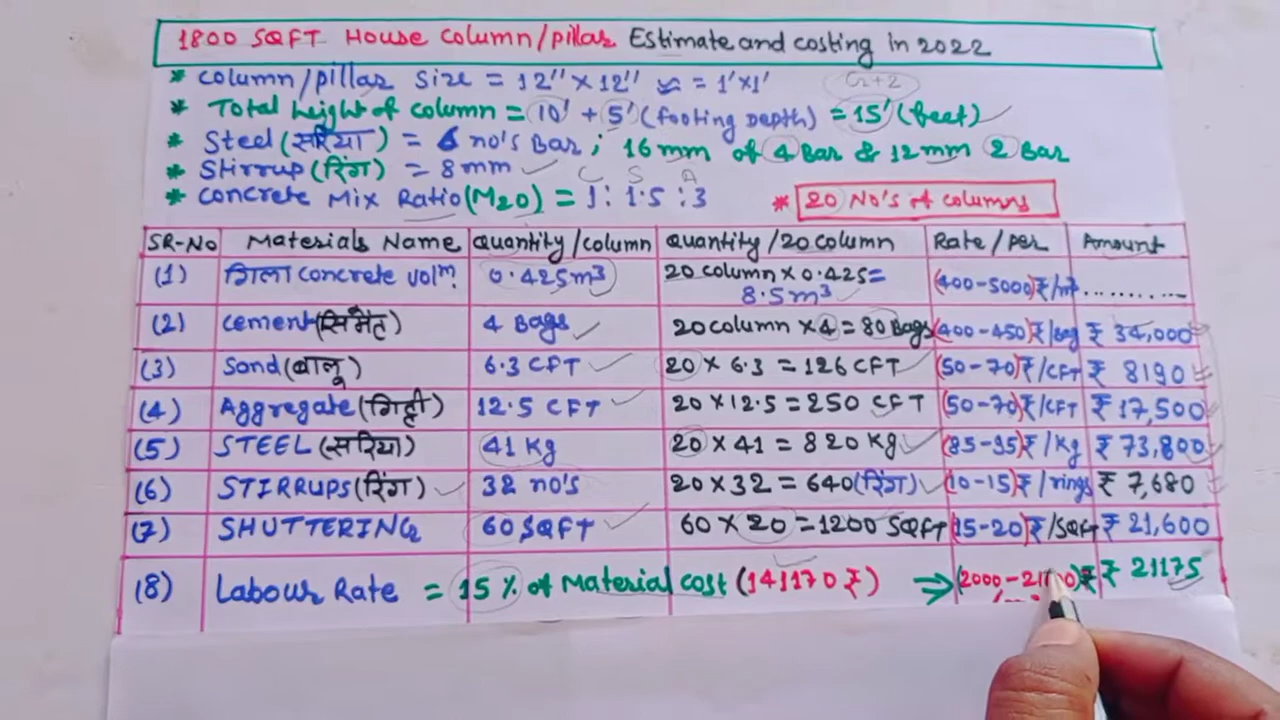 1800 SQFT House Column/pillar Estimate and costing in 2022
* Column/pillar Size = 12" × 12" = 1' × 1' G+2
* Total height of column = 10' + 5' (footing Depth) = 15' (feet)
* Steel (सरिया) = 6 no's Bar; 16 mm of 4 Bar & 12 mm 2 Bar
* Stirrup (रिंग) = 8 mm
C S A
* Concrete Mix Ratio (M20) = 1 : 1.5 : 3 * 20 No's of columns
SR-No Materials Name Quantity/column Quantity/20 column Rate/per Amount
(1) गिला concrete volm. 0.425m³ 20 column × 0.425 = 8.5m³ (400-5000)₹/m³ ............
(2) Cement (सिमेंट) 4 Bags 20 column × 4 = 80 Bags (400-450)₹/bag ₹ 34,000
(3) Sand (बालू) 6.3 CFT 20 × 6.3 = 126 CFT (50-70)₹/CFT ₹ 8190
(4) Aggregate (गिट्टी) 12.5 CFT 20 × 12.5 = 250 CFT (50-70)₹/CFT ₹ 17,500
(5) STEEL (सरिया) 41 Kg 20 × 41 = 820 Kg (85-95)₹/Kg ₹ 73,800
(6) STIRRUPS (रिंग) 32 no's 20 × 32 = 640 (रिंग) (10-15)₹/rings ₹ 7,680
(7) SHUTTERING 60 SQFT 60 × 20 = 1200 SQFT (15-20)₹/SQFT ₹ 21,600
(8) Labour Rate = 15 % of Material cost (141170 ₹) → (2000- ₹ ₹ 21175